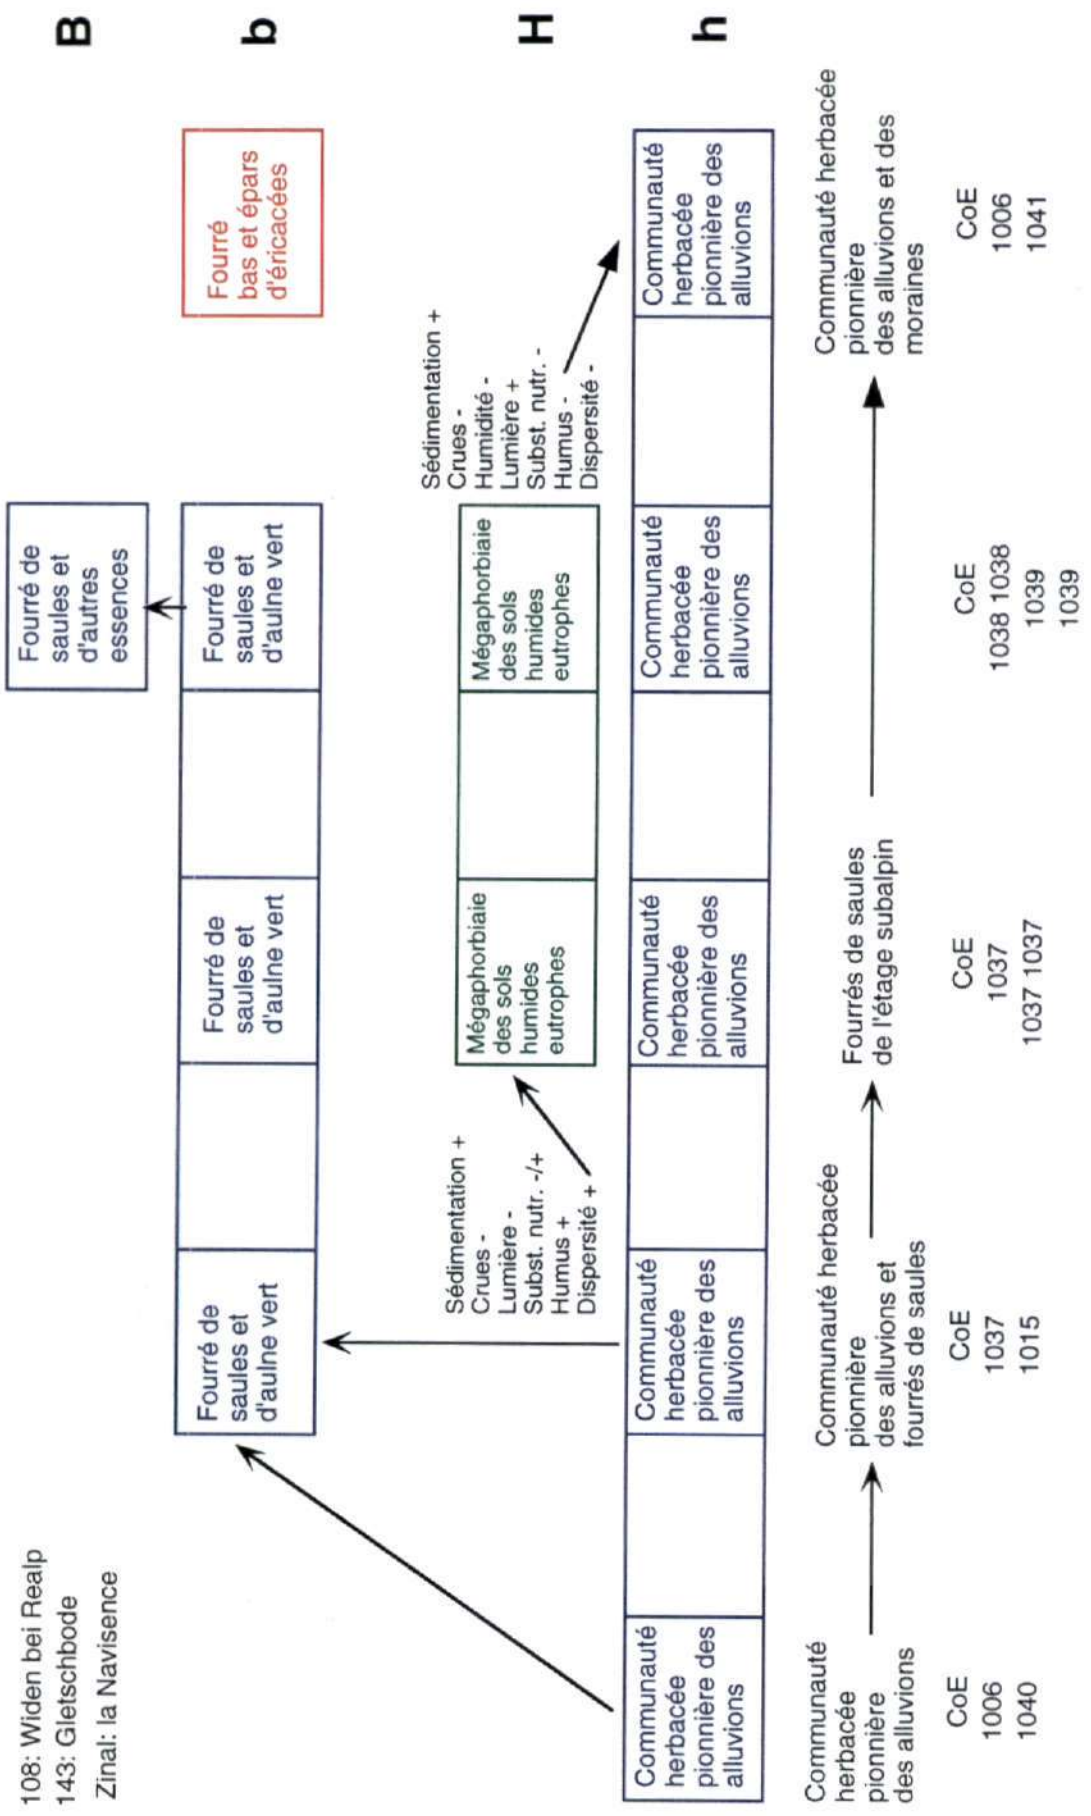 108: Widen bei Realp
143: Gletschbode
Zinal: la Navisence
B
Fourré de
saules et
d'autres
essences
b
Fourré de
saules et
d'aulne vert
Fourré de
saules et
d'aulne vert
Fourré de
saules et
d'aulne vert
Fourré
bas et épars
d'éricacées
H
Sédimentation +
Crues -
Lumière -
Subst. nutr. -/+
Humus +
Dispersité +
Mégaphorbiaie
des sols
humides
eutrophes
Mégaphorbiaie
des sols
humides
eutrophes
Sédimentation +
Crues -
Humidité -
Lumière +
Subst. nutr. -
Humus -
Dispersité -
h
Communauté
herbacée
pionnière des
alluvions
Communauté
herbacée
pionnière des
alluvions
Communauté
herbacée
pionnière des
alluvions
Communauté
herbacée
pionnière des
alluvions
Communauté
herbacée
pionnière des
alluvions
Communauté
herbacée
pionnière
des alluvions
Communauté herbacée
pionnière
des alluvions et
fourrés de saules
Fourrés de saules
de l'étage subalpin
Communauté herbacée
pionnière
des alluvions et des
moraines
CoE
1006
1040
CoE
1037
1015
CoE
1037
1037 1037
CoE
1038 1038
1039
1039
CoE
1006
1041